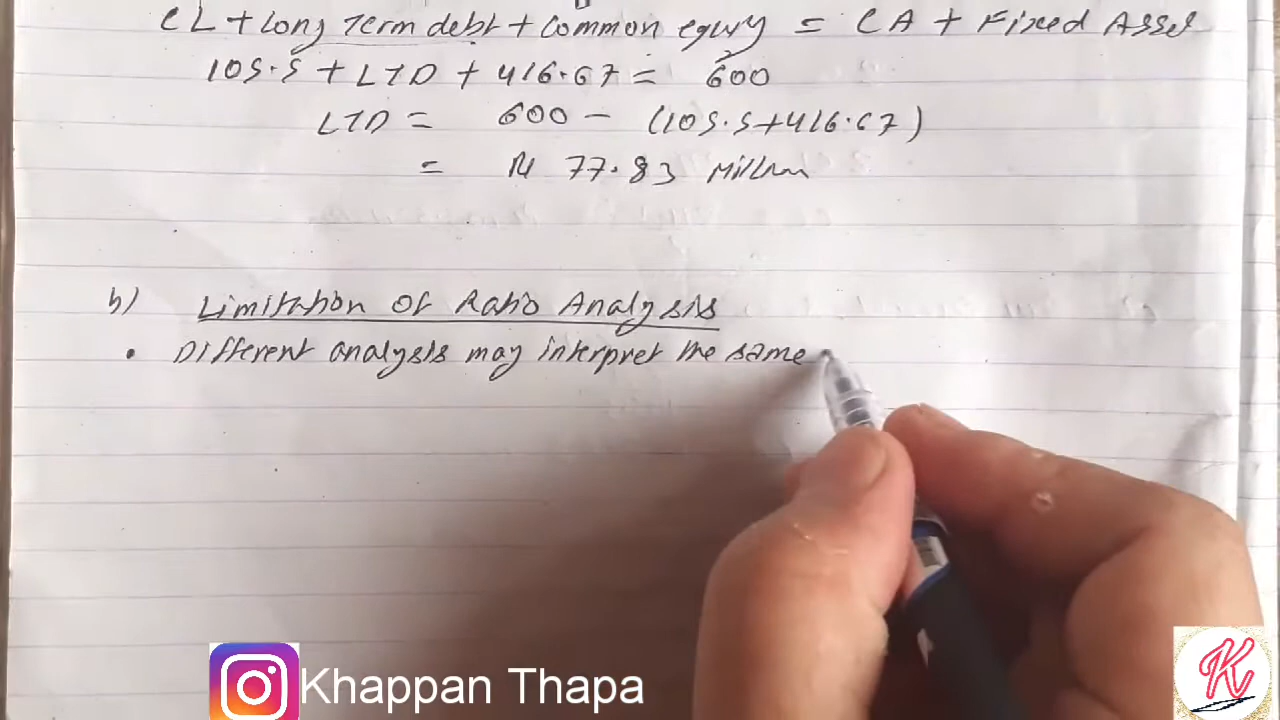 CL + Long Term debt + Common equity = CA + Fixed Asset
105.5 + LTD + 416.67 = 600
LTD = 600 - (105.5 + 416.67)
= Rs 77.83 Million
b) Limitation Of Ratio Analysis
• Different analysis may interpret the same
Khappan Thapa
K